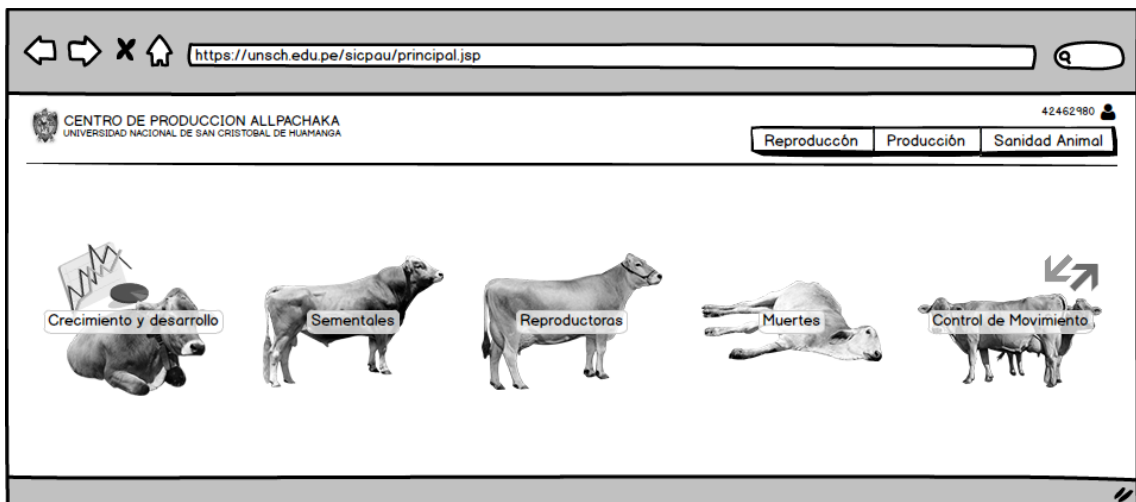 https://unsch.edu.pe/sicpau/principal.jsp
CENTRO DE PRODUCCION ALLPACHAKA
UNIVERSIDAD NACIONAL DE SAN CRISTOBAL DE HUAMANGA
42462980
Reproduccón Producción Sanidad Animal
Crecimiento y desarrollo Sementales Reproductoras Muertes Control de Movimiento